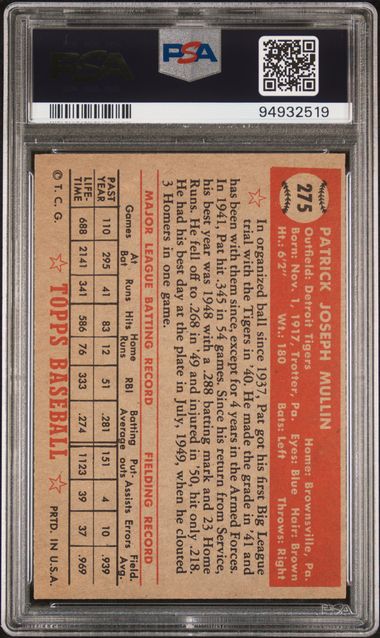 PSA
PSA
94932519
275
PATRICK JOSEPH MULLIN
Outfield: Detroit Tigers Home: Brownsville, Pa.
Born: Nov. 1, 1917, Trotter, Pa. Eyes: Blue Hair: Brown
Ht.: 6'2" Wt.: 180 Bats: Left Throws: Right
In organized ball since 1937, Pat got his first Big League
trial with the Tigers in '40. He made the grade in '41 and
has been with them since, except for 4 years in the Armed Forces.
In 1941, Pat hit .345 in 54 games. Since his return from Service,
his best year was 1948 with a .288 batting mark and 23 Home
Runs. He fell off to .268 in '49 and injured in '50, hit only .218.
He had his best day at the plate in July, 1949, when he clouted
3 Homers in one game.
MAJOR LEAGUE BATTING RECORD FIELDING RECORD
Games At Bat Runs Hits Home Runs RBI Batting Average Put-outs Assists Errors Field. Avg.
PAST YEAR 110 295 41 83 12 51 .281 151 4 10 .939
LIFE-TIME 688 2141 341 586 76 333 .274 1123 39 37 .969
© T. C. G. TOPPS BASEBALL PRTD. IN U.S.A.